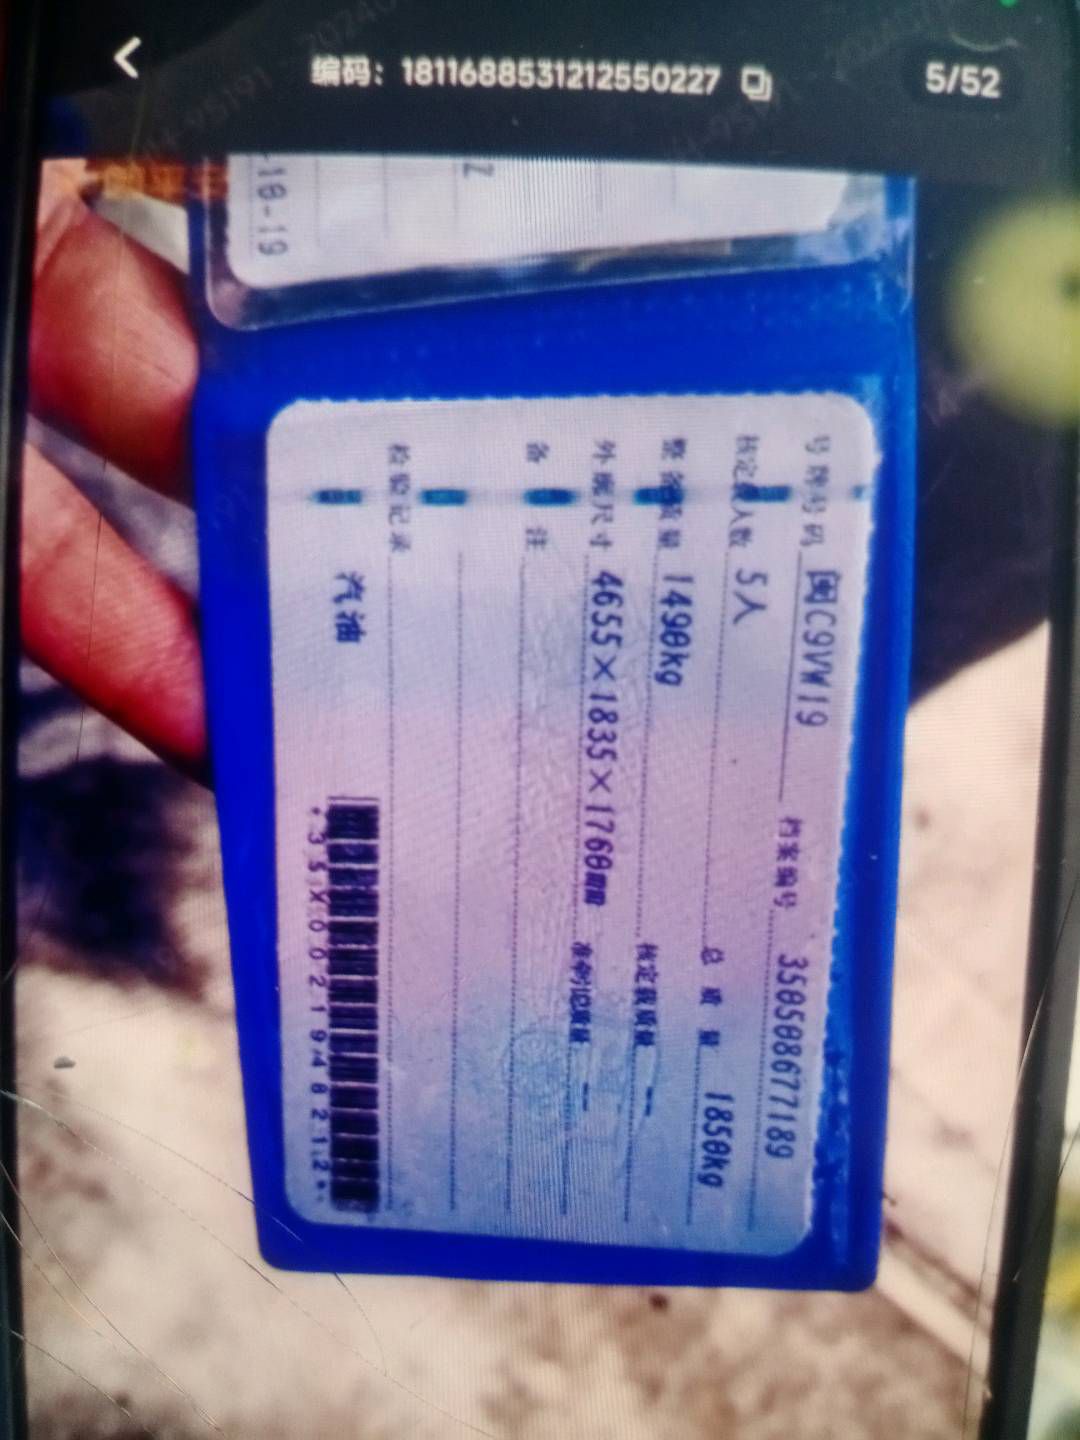 编码：1811688531212550227
5/52
-10-19
Z
号牌号码 闽C9VW19 档案编号 350508677189
核定载人数 5人 总质量 1850kg
整备质量 1490kg 核定载质量 --
外廓尺寸 4655×1835×1760mm 准牵引总质量 --
备注
检验记录
汽油
*35X0021948212*